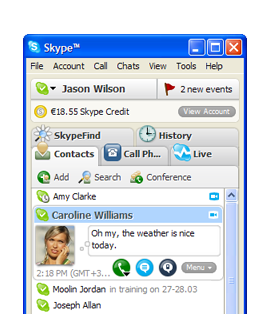 Skype™
File Account Call Chats View Tools Help
Jason Wilson 2 new events
€18.55 Skype Credit View Account
SkypeFind History
Contacts Call Ph... Live
Add Search Conference
Amy Clarke
Caroline Williams
Oh my, the weather is nice
today.
2:18 PM (GMT+3... Menu
Moolin Jordan in training on 27-28.03
Joseph Allan